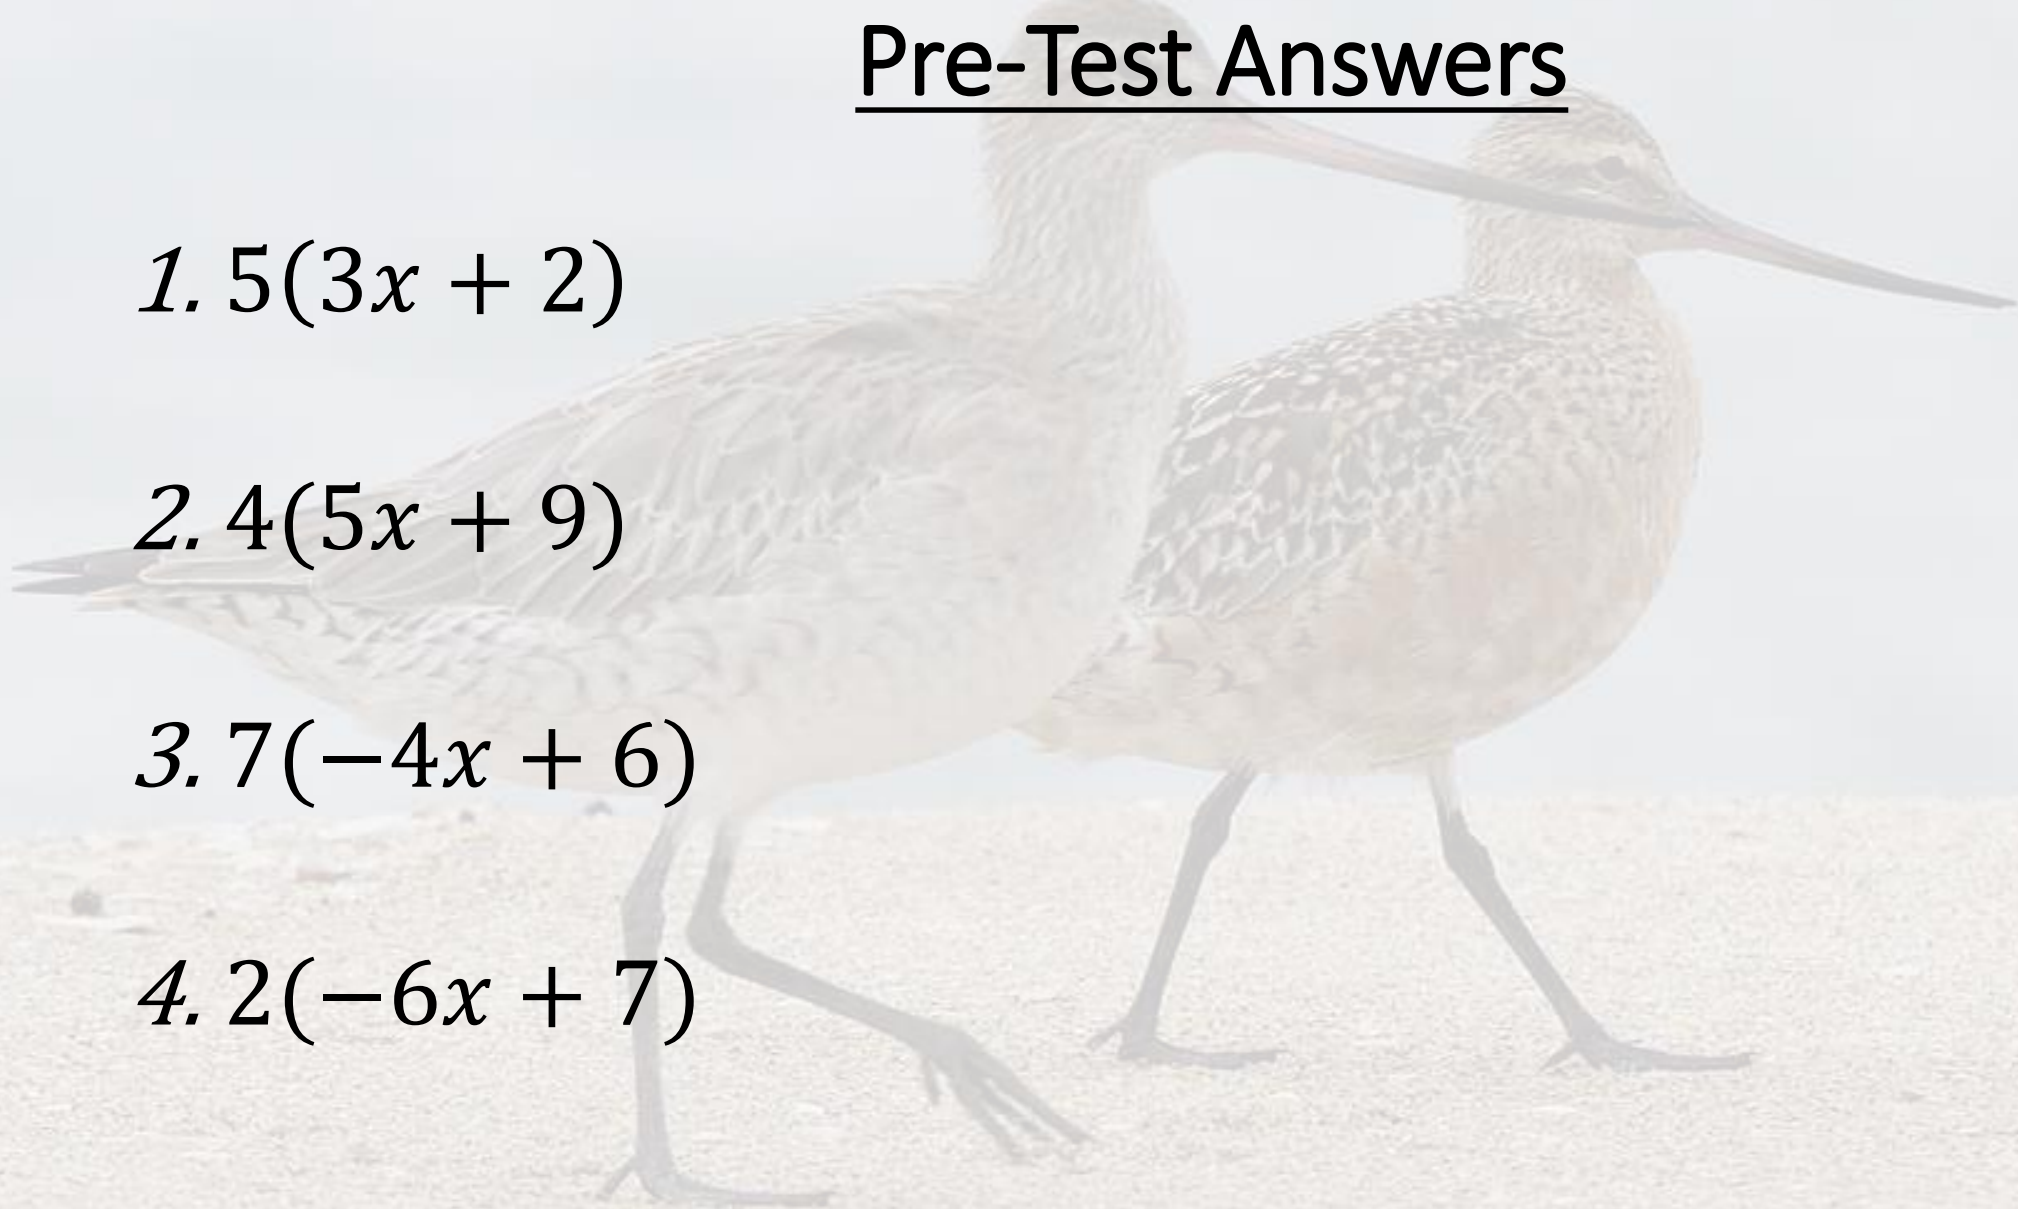 Pre-Test Answers
1. 5(3x + 2)
2. 4(5x + 9)
3. 7(−4x + 6)
4. 2(−6x + 7)